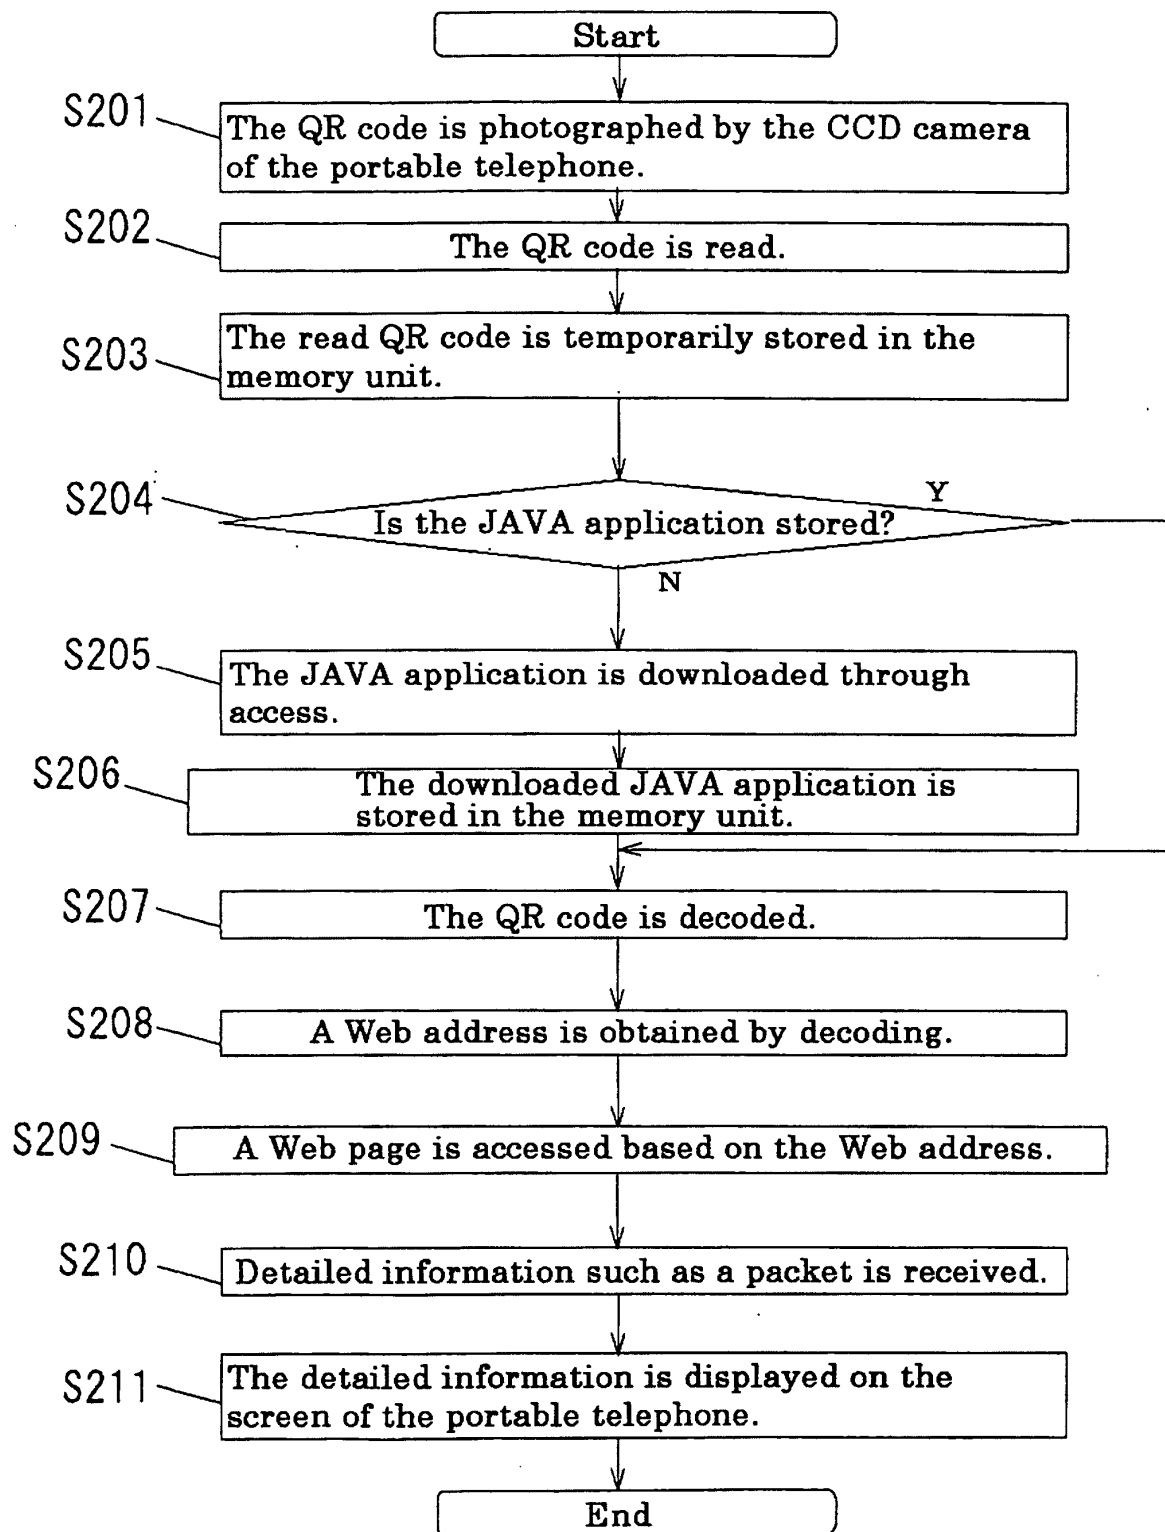 Start
S201
The QR code is photographed by the CCD camera
of the portable telephone.
S202
The QR code is read.
S203
The read QR code is temporarily stored in the
memory unit.
S204
Y
Is the JAVA application stored?
N
S205
The JAVA application is downloaded through
access.
S206
The downloaded JAVA application is
stored in the memory unit.
S207
The QR code is decoded.
S208
A Web address is obtained by decoding.
S209
A Web page is accessed based on the Web address.
S210
Detailed information such as a packet is received.
S211
The detailed information is displayed on the
screen of the portable telephone.
End